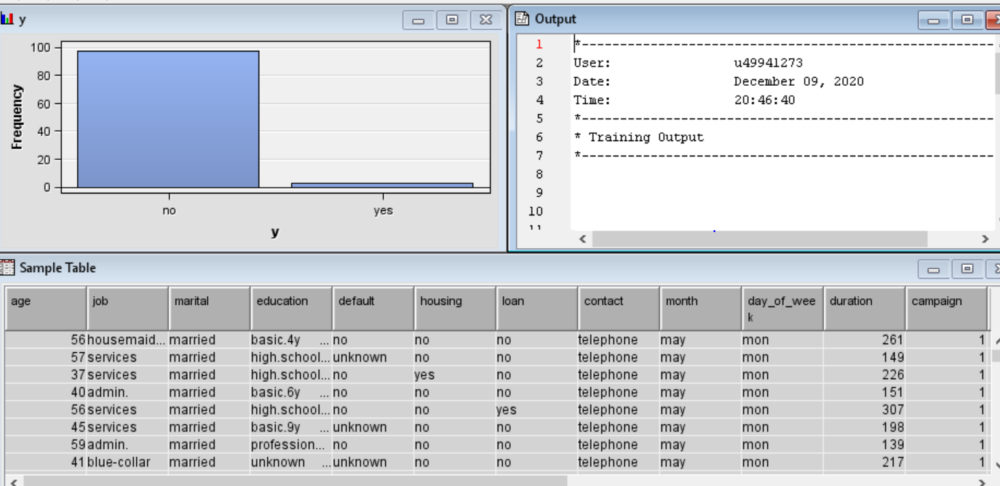 y
100
80
60
40
20
0
Frequency
no yes
y
Output
1 *------------------------------------------------------
2 User: u49941273
3 Date: December 09, 2020
4 Time: 20:46:40
5 *------------------------------------------------------
6 * Training Output
7 *------------------------------------------------------
8
9
10
11
Sample Table
age job marital education default housing loan contact month day_of_week duration campaign
56 housemaid... married basic.4y ... no no no telephone may mon 261 1
57 services married high.school... unknown no no telephone may mon 149 1
37 services married high.school... no yes no telephone may mon 226 1
40 admin. married basic.6y ... no no no telephone may mon 151 1
56 services married high.school... no no yes telephone may mon 307 1
45 services married basic.9y ... unknown no no telephone may mon 198 1
59 admin. married profession... no no no telephone may mon 139 1
41 blue-collar married unknown ... unknown no no telephone may mon 217 1